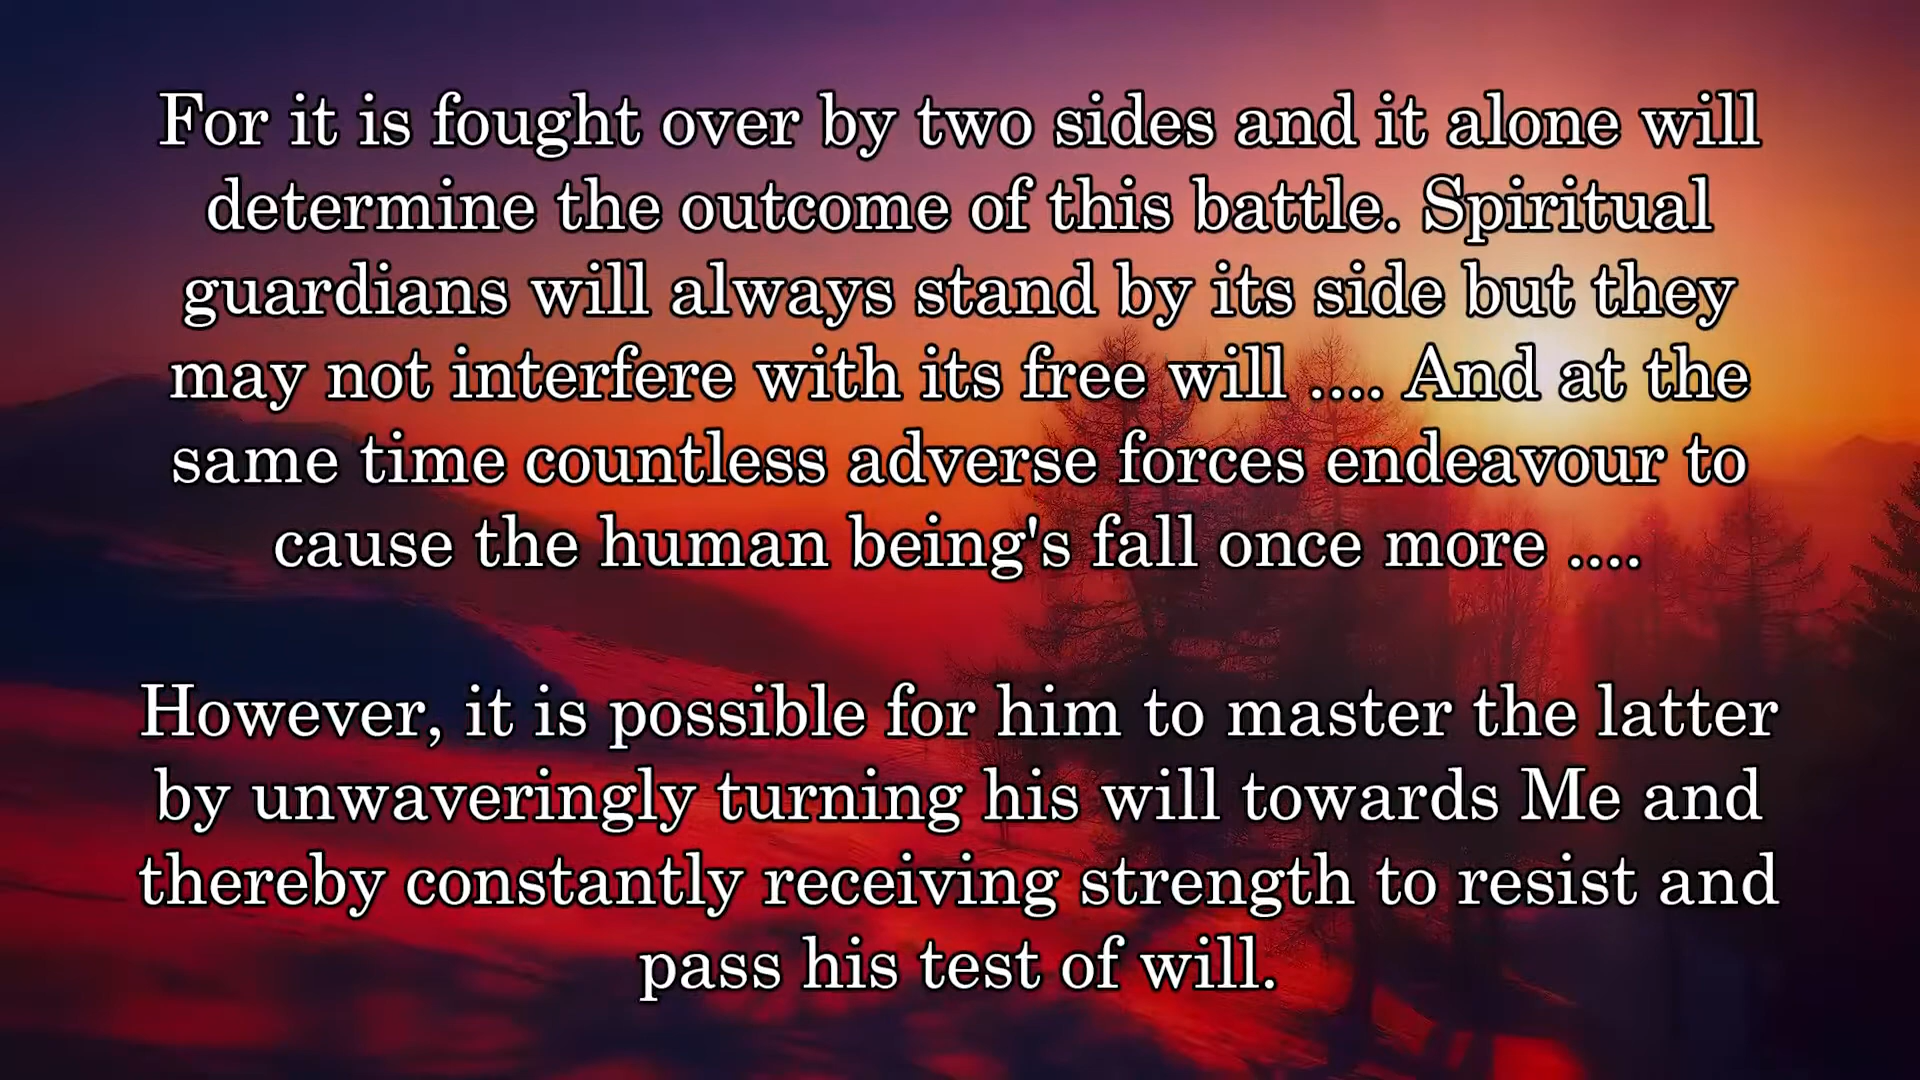 For it is fought over by two sides and it alone will
determine the outcome of this battle. Spiritual
guardians will always stand by its side but they
may not interfere with its free will .... And at the
same time countless adverse forces endeavour to
cause the human being's fall once more ....
However, it is possible for him to master the latter
by unwaveringly turning his will towards Me and
thereby constantly receiving strength to resist and
pass his test of will.